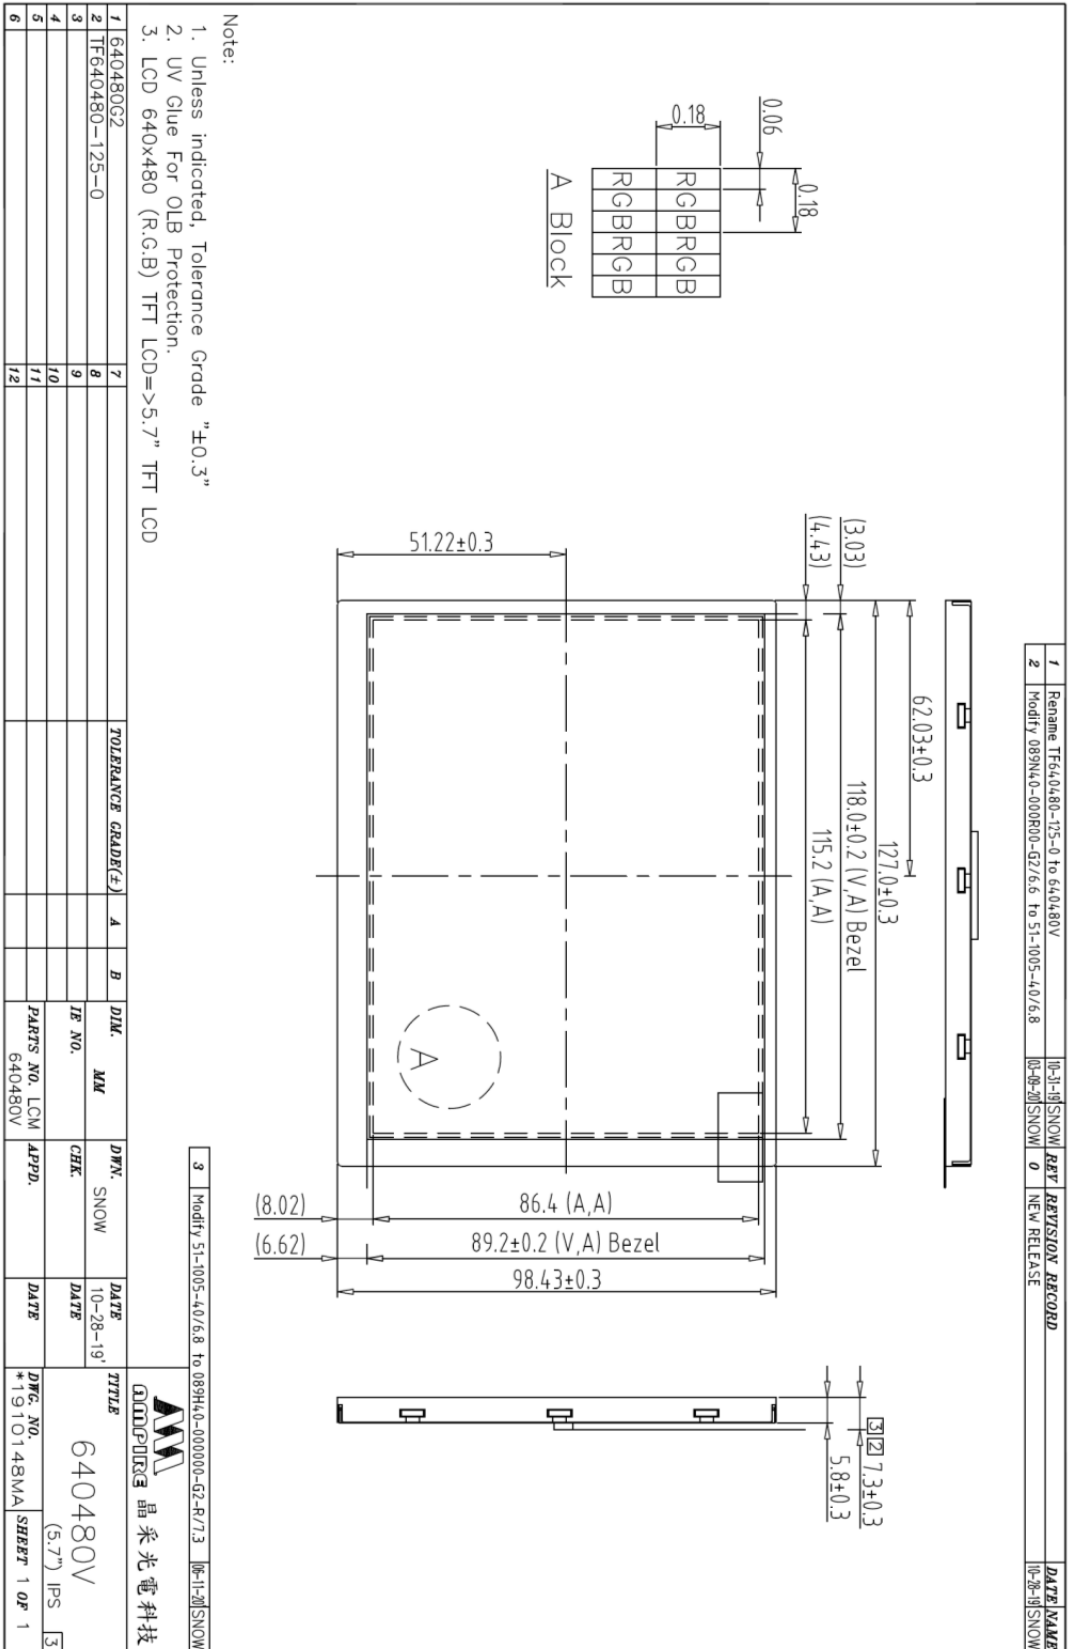 1 Rename TF640480-125-0 to 640480V 10-31-19' SNOW REV REVISION RECORD DATE NAME
2 Modify 089N40-000R00-G2/6.6 to 51-1005-40/6.8 03-09-20' SNOW 0 NEW RELEASE 10-28-19' SNOW
62.03±0.3
127.0±0.3
118.0±0.2 (V,A) Bezel
115.2 (A,A)
(3.03)
(4.43)
51.22±0.3
A
86.4 (A,A)
89.2±0.2 (V,A) Bezel
98.43±0.3
(8.02)
(6.62)
3 2 7.3±0.3
5.8±0.3
0.18
0.06
0.18
RGBRGB
RGBRGB
A Block
Note:
1. Unless indicated, Tolerance Grade "±0.3"
2. UV Glue For OLB Protection.
3. LCD 640x480 (R.G.B) TFT LCD=>5.7" TFT LCD
3 Modify 51-1005-40/6.8 to 089H40-000000-G2-R/7.3 06-11-20' SNOW
AMPIRE 晶采光電科技
1 640480G2 7 TOLERANCE GRADE(±) A B DIM. DWN. DATE TITLE
2 TF640480-125-0 8 MM SNOW 10-28-19' 640480V
3 9 IE NO. CHK. DATE
4 10 (5.7") IPS 3
5 11 PARTS NO. LCM APPD. DATE DWG. NO. SHEET 1 OF 1
6 12 640480V *1910148MA